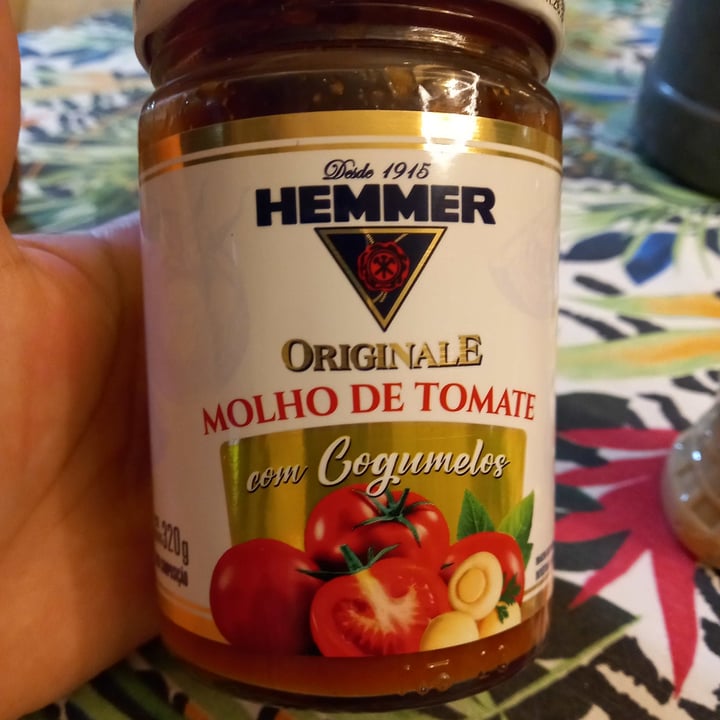 Desde 1915
HEMMER
ORIGINALE
MOLHO DE TOMATE
com Cogumelos
320g